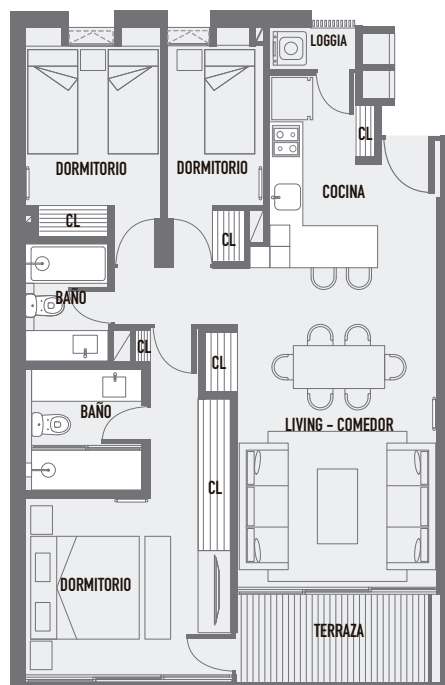 LOGGIA
CL
DORMITORIO
DORMITORIO
COCINA
CL
CL
BAÑO
CL
CL
BAÑO
LIVING - COMEDOR
CL
DORMITORIO
TERRAZA